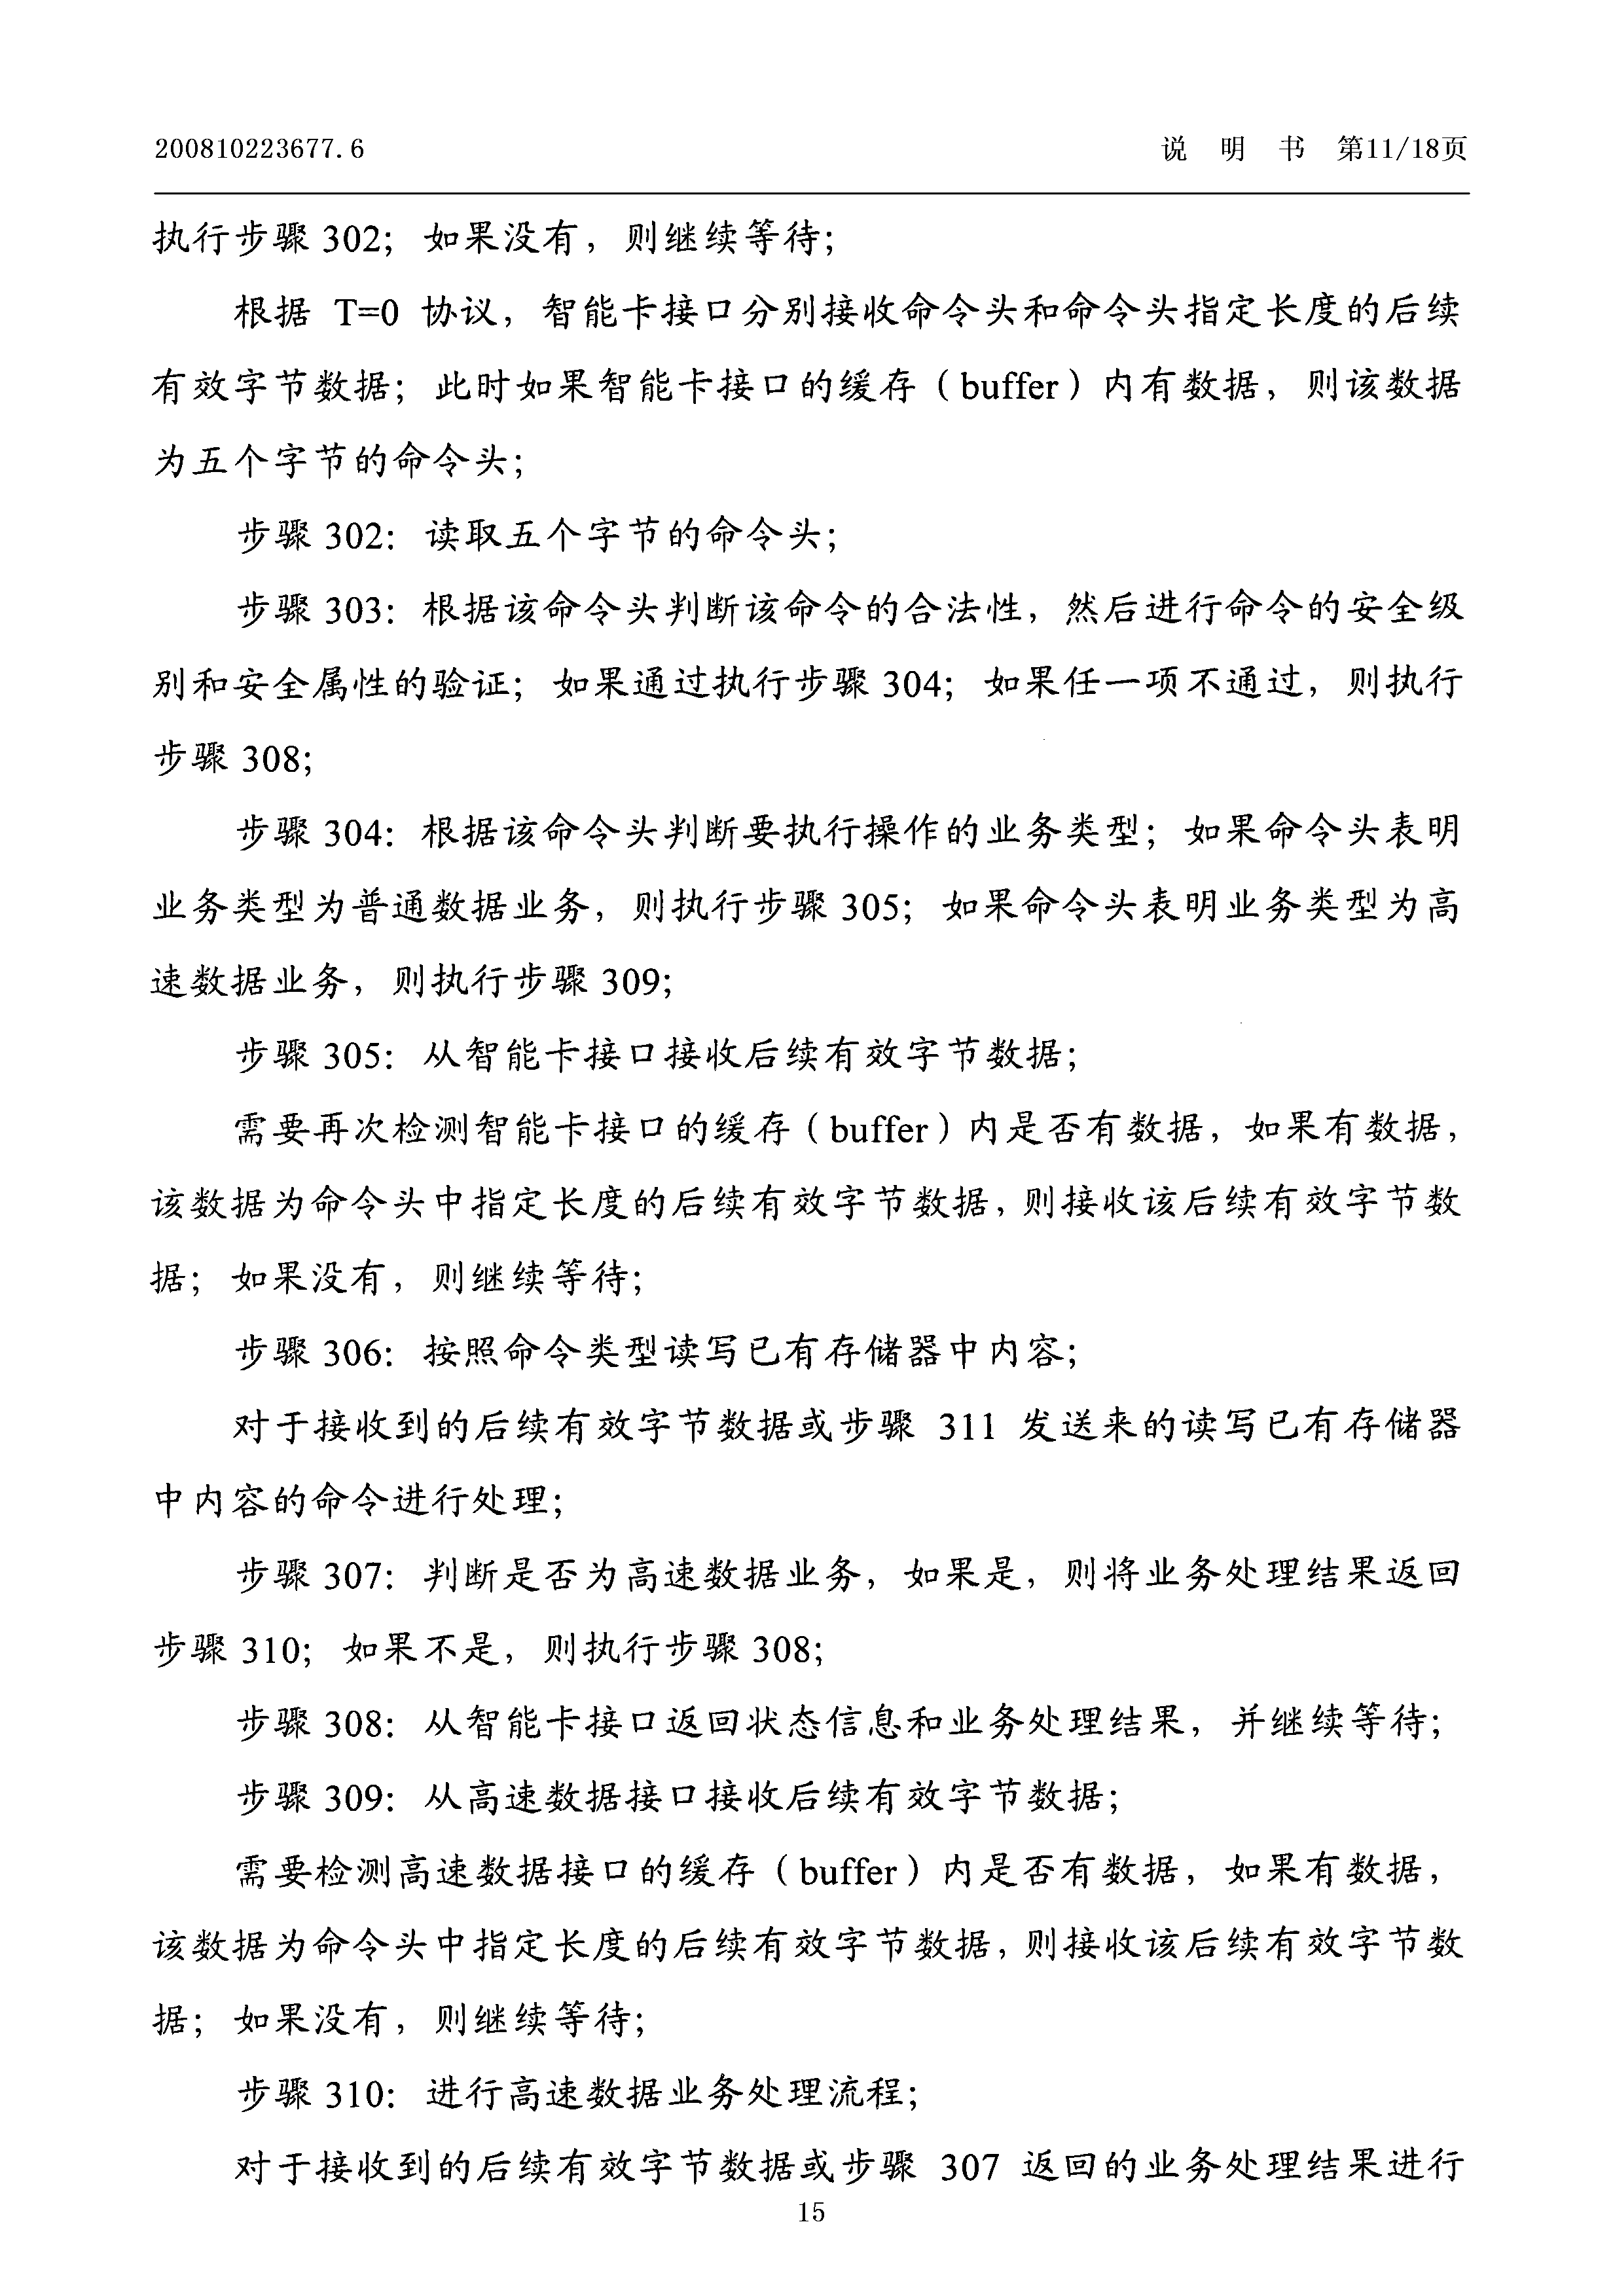 200810223677.6
说 明 书 第11/18页
执行步骤 302；如果没有，则继续等待；
根据 T=0 协议，智能卡接口分别接收命令头和命令头指定长度的后续
有效字节数据；此时如果智能卡接口的缓存（buffer）内有数据，则该数据
为五个字节的命令头；
步骤 302：读取五个字节的命令头；
步骤 303：根据该命令头判断该命令的合法性，然后进行命令的安全级
别和安全属性的验证；如果通过执行步骤 304；如果任一项不通过，则执行
步骤 308；
步骤 304：根据该命令头判断要执行操作的业务类型；如果命令头表明
业务类型为普通数据业务，则执行步骤 305；如果命令头表明业务类型为高
速数据业务，则执行步骤 309；
步骤 305：从智能卡接口接收后续有效字节数据；
需要再次检测智能卡接口的缓存（buffer）内是否有数据，如果有数据，
该数据为命令头中指定长度的后续有效字节数据，则接收该后续有效字节数
据；如果没有，则继续等待；
步骤 306：按照命令类型读写已有存储器中内容；
对于接收到的后续有效字节数据或步骤 311 发送来的读写已有存储器
中内容的命令进行处理；
步骤 307：判断是否为高速数据业务，如果是，则将业务处理结果返回
步骤 310；如果不是，则执行步骤 308；
步骤 308：从智能卡接口返回状态信息和业务处理结果，并继续等待；
步骤 309：从高速数据接口接收后续有效字节数据；
需要检测高速数据接口的缓存（buffer）内是否有数据，如果有数据，
该数据为命令头中指定长度的后续有效字节数据，则接收该后续有效字节数
据；如果没有，则继续等待；
步骤 310：进行高速数据业务处理流程；
对于接收到的后续有效字节数据或步骤 307 返回的业务处理结果进行
15